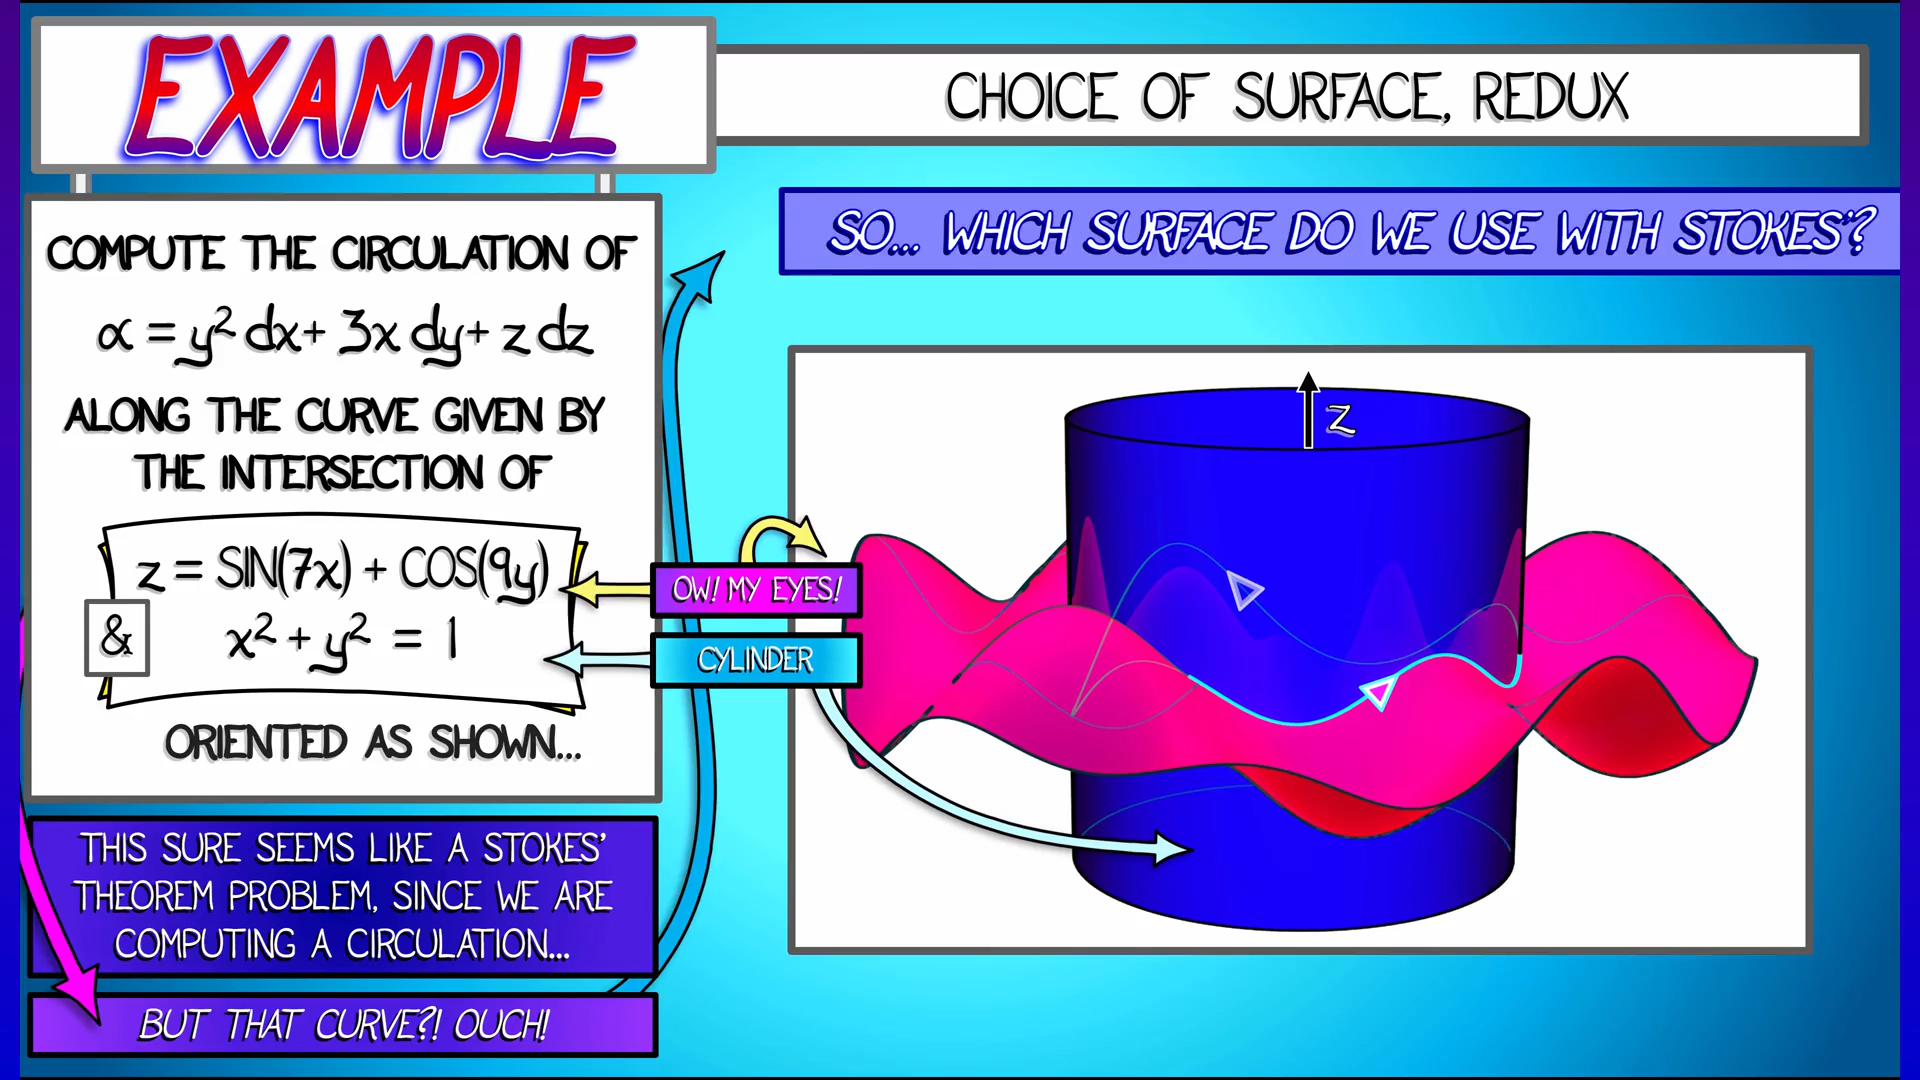 EXAMPLE
CHOICE OF SURFACE, REDUX
COMPUTE THE CIRCULATION OF
α = y² dx + 3x dy + z dz
ALONG THE CURVE GIVEN BY
THE INTERSECTION OF
z = SIN(7x) + COS(9y)
&
x² + y² = 1
ORIENTED AS SHOWN...
THIS SURE SEEMS LIKE A STOKES'
THEOREM PROBLEM, SINCE WE ARE
COMPUTING A CIRCULATION...
BUT THAT CURVE?! OUCH!
SO... WHICH SURFACE DO WE USE WITH STOKES'?
OW! MY EYES!
CYLINDER
z